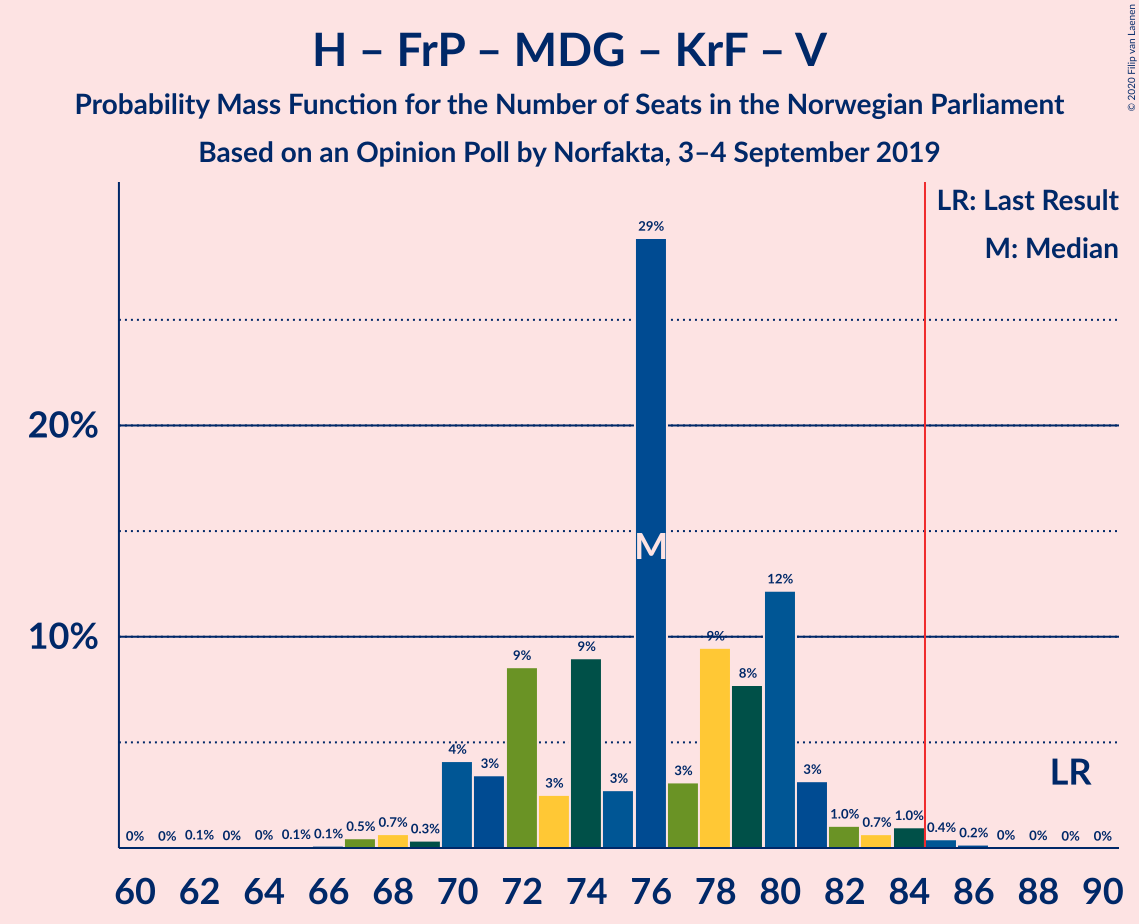 H – FrP – MDG – KrF – V
Probability Mass Function for the Number of Seats in the Norwegian Parliament
Based on an Opinion Poll by Norfakta, 3–4 September 2019
© 2020 Filip van Laenen
LR: Last Result
M: Median
20%
10%
0% 0% 0.1% 0% 0% 0.1% 0.1% 0.5% 0.7% 0.3% 4% 3% 9% 3% 9% 3% 29% 3% 9% 8% 12% 3% 1.0% 0.7% 1.0% 0.4% 0.2% 0% 0% 0% 0%
M
LR
60 62 64 66 68 70 72 74 76 78 80 82 84 86 88 90